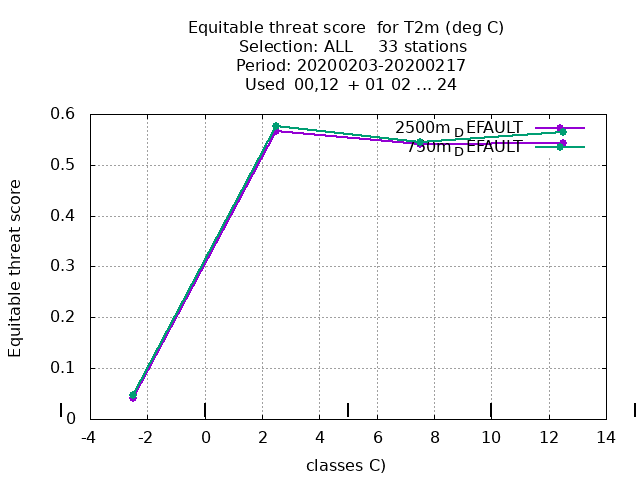 Equitable threat score for T2m (deg C)
Selection: ALL 33 stations
Period: 20200203-20200217
Used 00,12 + 01 02 ... 24
0.6
0.5
0.4
0.3
0.2
0.1
0
Equitable threat score
2500m_DEFAULT
750m_DEFAULT
-4 -2 0 2 4 6 8 10 12 14
classes C)